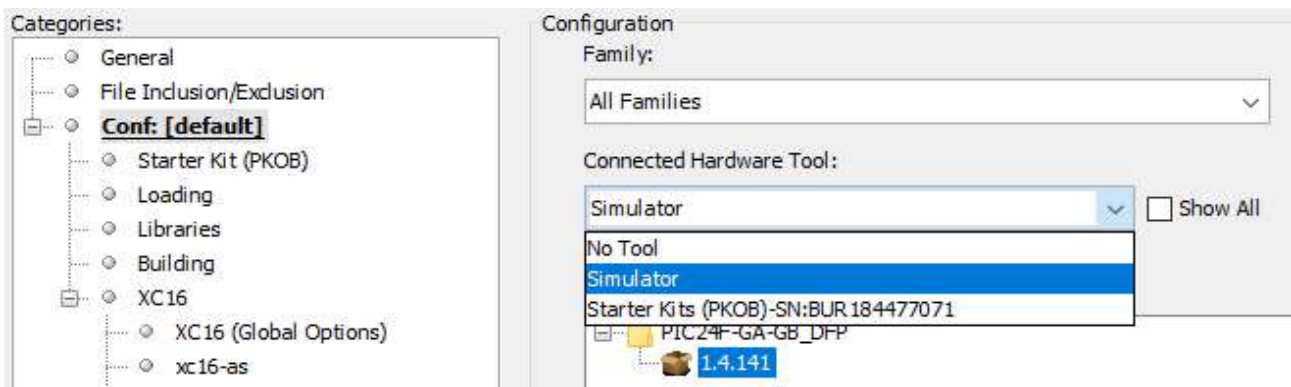 Categories:
General
File Inclusion/Exclusion
Conf: [default]
Starter Kit (PKOB)
Loading
Libraries
Building
XC16
XC16 (Global Options)
xc16-as
Configuration
Family:
All Families
Connected Hardware Tool:
Simulator
Show All
No Tool
Simulator
Starter Kits (PKOB)-SN:BUR184477071
PIC24F-GA-GB_DFP
1.4.141